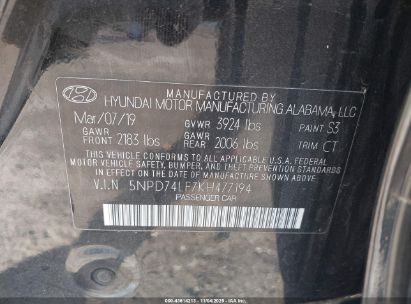 MANUFACTURED BY
HYUNDAI MOTOR MANUFACTURING ALABAMA, LLC
Mar/07/19 GVWR 3924 lbs PAINT S3
GAWR FRONT 2183 lbs GAWR REAR 2006 lbs TRIM CT
THIS VEHICLE CONFORMS TO ALL APPLICABLE U.S.A FEDERAL
MOTOR VEHICLE SAFETY, BUMPER, AND THEFT PREVENTION
STANDARDS IN EFFECT ON THE DATE OF MANUFACTURE
SHOWN ABOVE.
V.I.N 5NPD74LF7KH477194
PASSENGER CAR